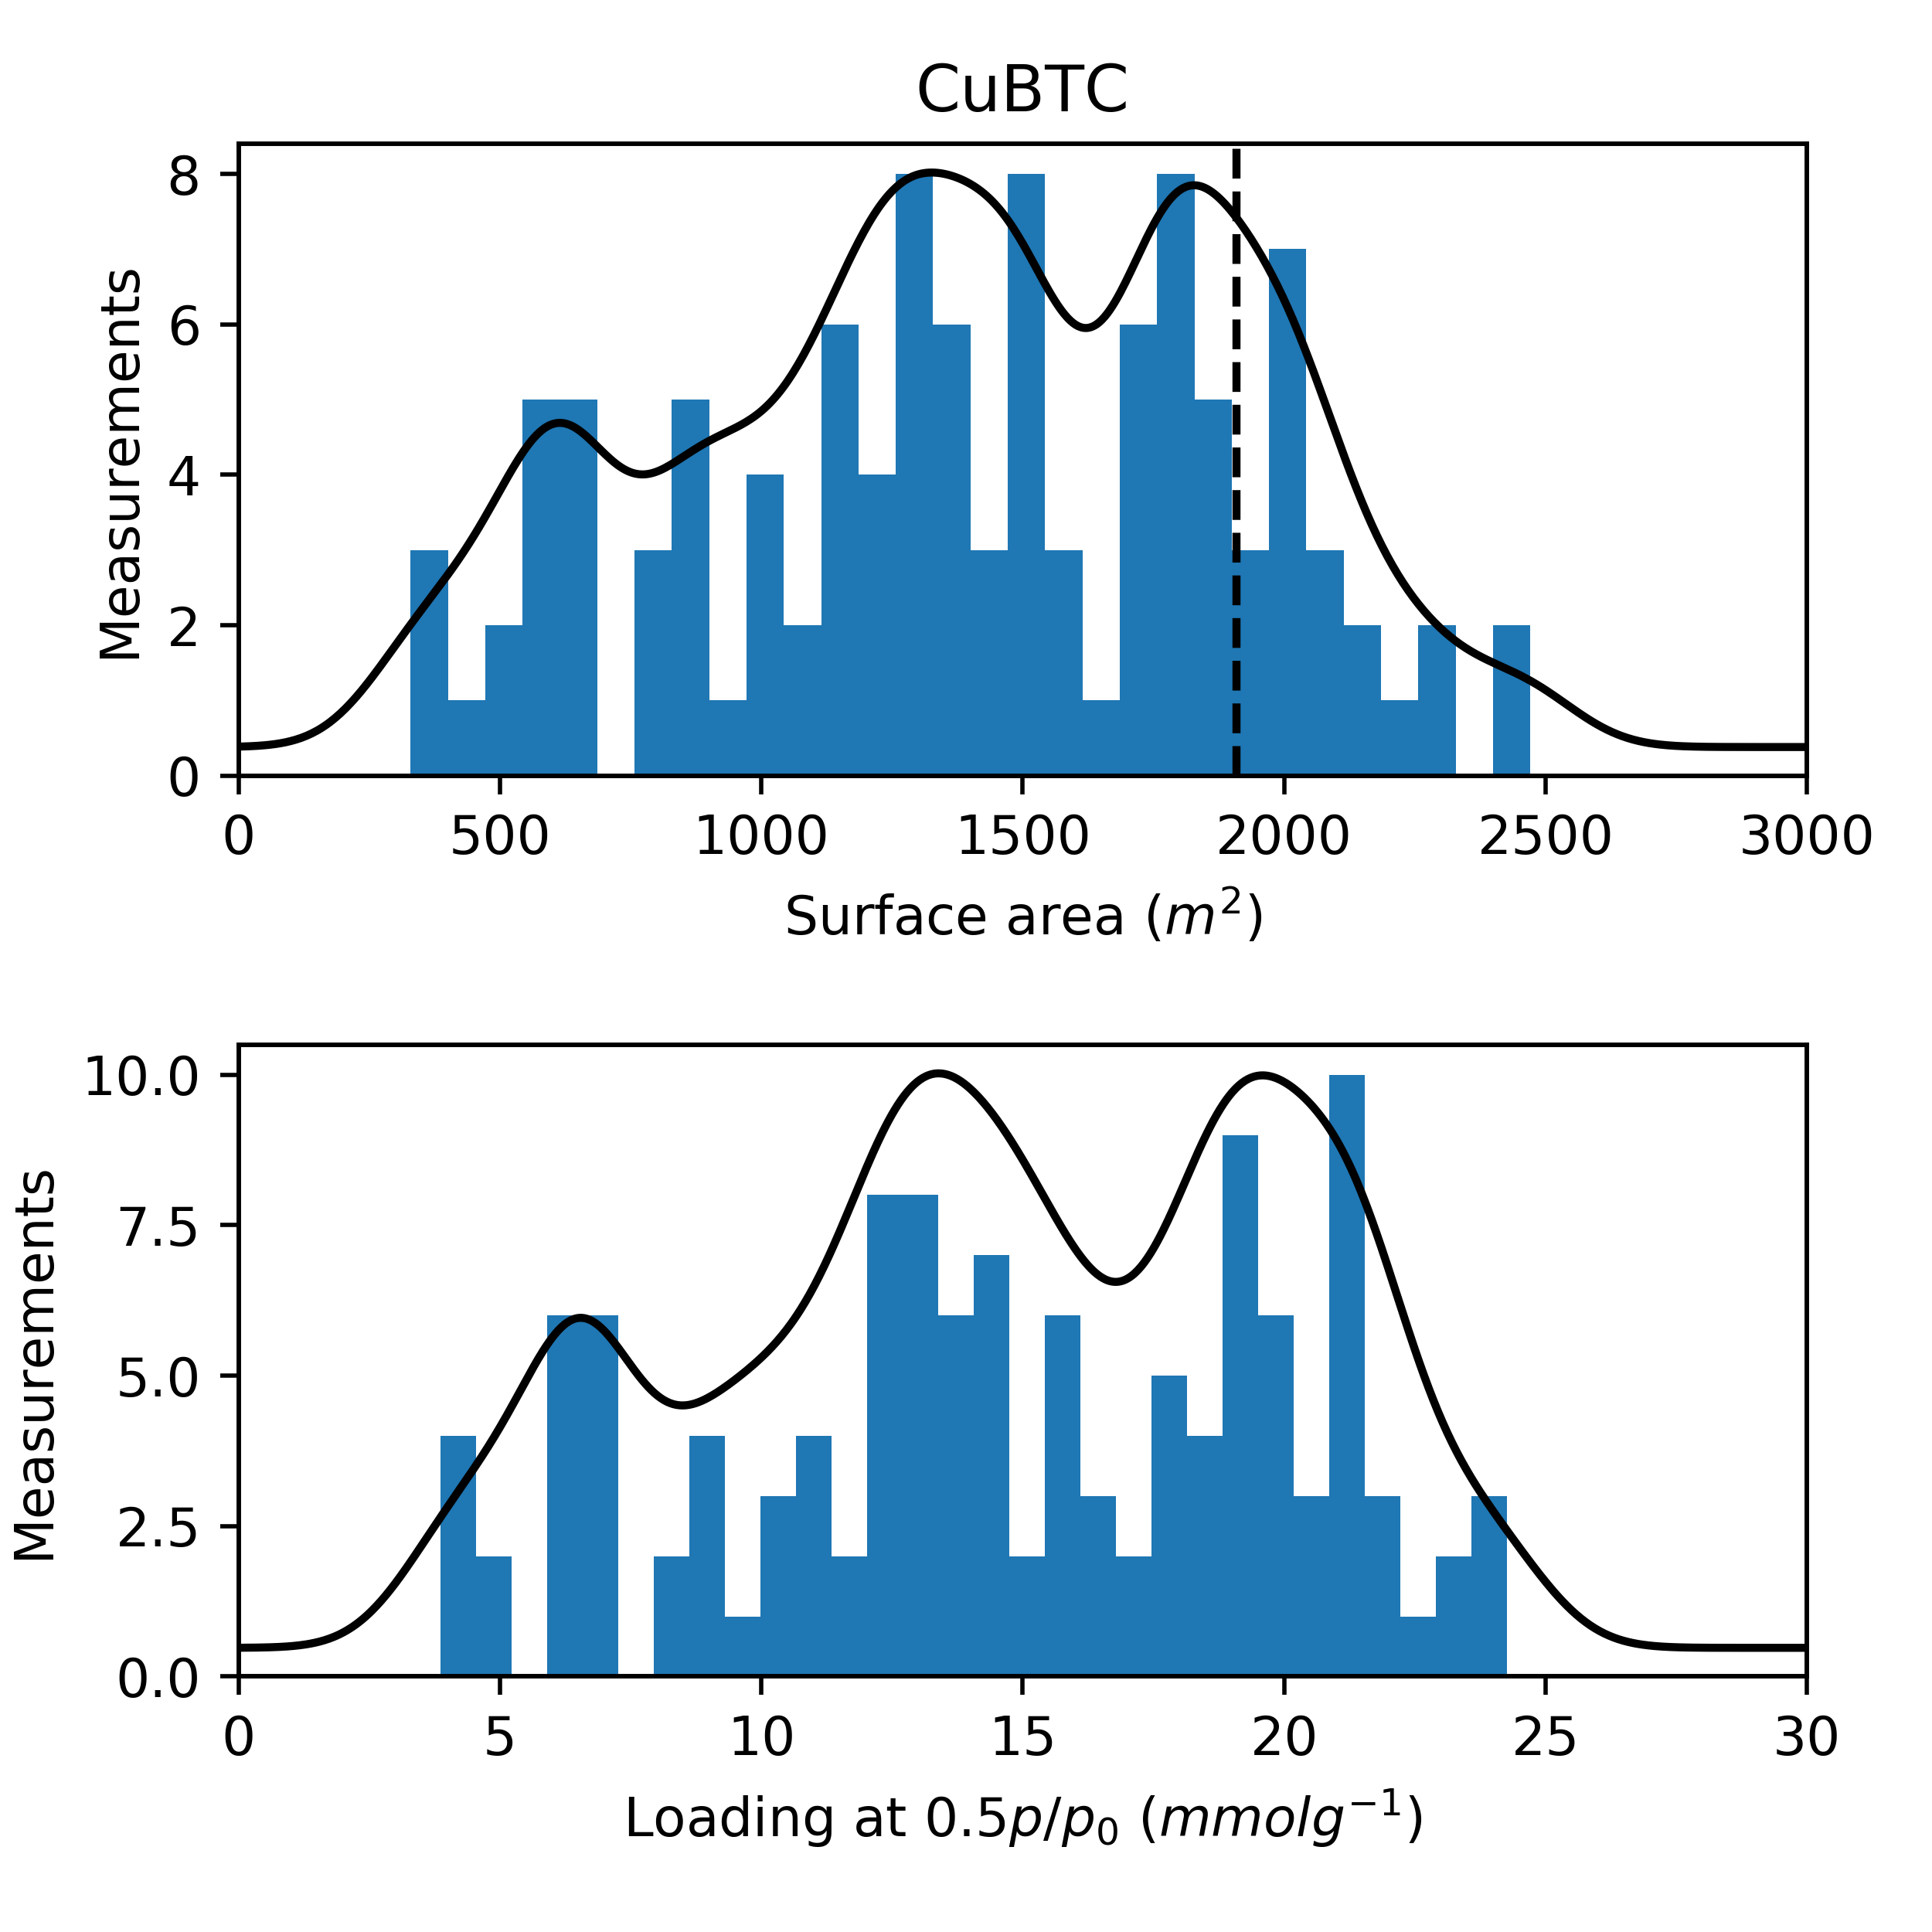 CuBTC
8
6
4
2
0
Measurements
0 500 1000 1500 2000 2500 3000
Surface area (m²)
10.0
7.5
5.0
2.5
0.0
Measurements
0 5 10 15 20 25 30
Loading at 0.5p/p₀ (mmolg⁻¹)